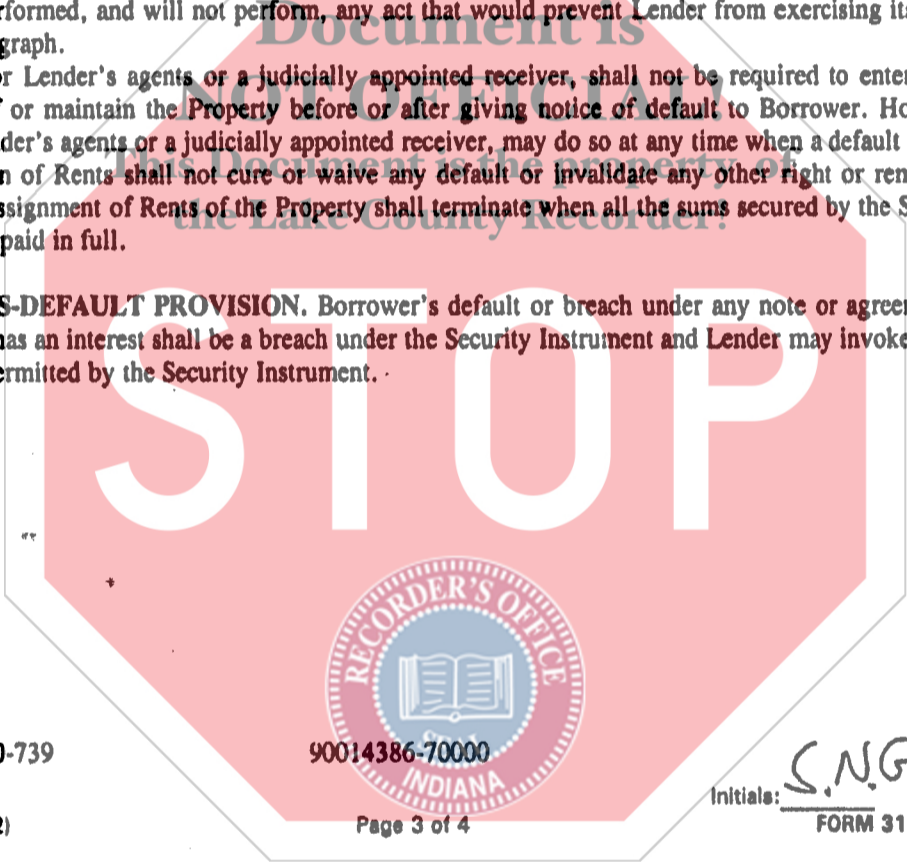 rformed, and will not perform, any act that would prevent Lender from exercising it
Document is
graph.
r Lender's agents or a judicially appointed receiver, shall not be required to enter
NOT OFFICIAL!
or maintain the Property before or after giving notice of default to Borrower. Ho
der's agents or a judicially appointed receiver, may do so at any time when a default
This Document is the property of
n of Rents shall not cure or waive any default or invalidate any other right or rem
the Lake County Recorder!
ssignment of Rents of the Property shall terminate when all the sums secured by the S
paid in full.
S-DEFAULT PROVISION. Borrower's default or breach under any note or agreer
as an interest shall be a breach under the Security Instrument and Lender may invoke
ermitted by the Security Instrument.
STOP
RECORDER'S OFFICE
SEAL
INDIANA
0-739
90014386-70000
Initials: S.N.G
2)
Page 3 of 4
FORM 31